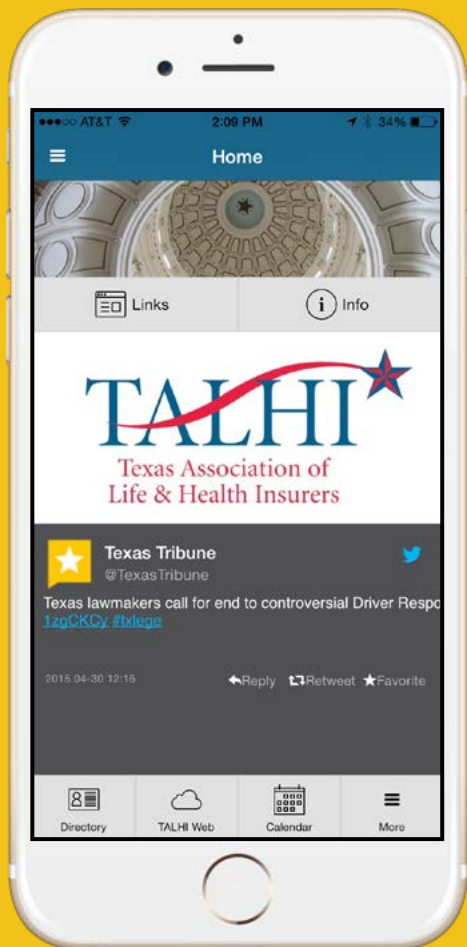 AT&T 2:09 PM 34%
Home
Links
i Info
TALHI
Texas Association of
Life & Health Insurers
Texas Tribune
@TexasTribune
Texas lawmakers call for end to controversial Driver Respo
1zgCKCy #txlege
2015 04-30 12:15 Reply Retweet Favorite
Directory TALHI Web Calendar More